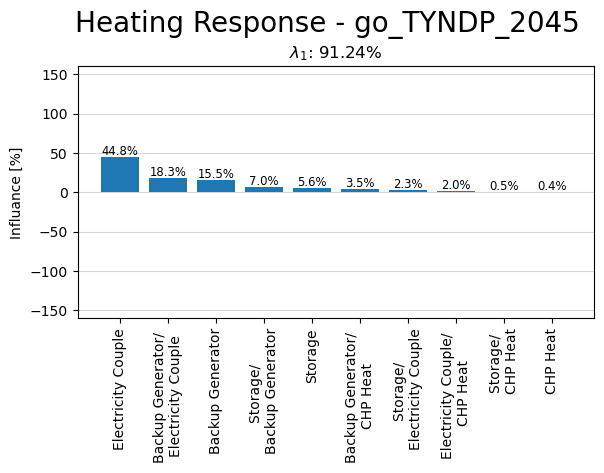 Heating Response - go_TYNDP_2045
λ1: 91.24%
Influance [%]
150
100
50
0
−50
−100
−150
44.8%
18.3%
15.5%
7.0%
5.6%
3.5%
2.3%
2.0%
0.5%
0.4%
Electricity Couple
Backup Generator/
Electricity Couple
Backup Generator
Storage/
Backup Generator
Storage
Backup Generator/
CHP Heat
Storage/
Electricity Couple
Electricity Couple/
CHP Heat
Storage/
CHP Heat
CHP Heat